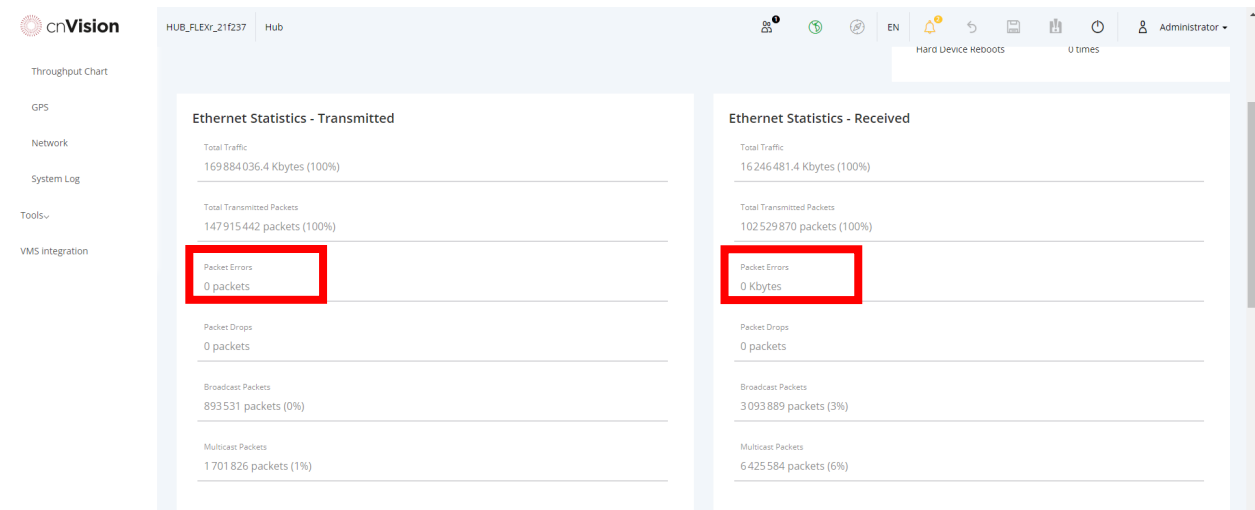 cnVision
HUB_FLEXr_21f237
Hub
1
EN
2
Administrator
Hard Device Reboots
0 times
Throughput Chart
GPS
Network
System Log
Tools
VMS integration
Ethernet Statistics - Transmitted
Total Traffic
169 884 036.4 Kbytes (100%)
Total Transmitted Packets
147 915 442 packets (100%)
Packet Errors
0 packets
Packet Drops
0 packets
Broadcast Packets
893 531 packets (0%)
Multicast Packets
1 701 826 packets (1%)
Ethernet Statistics - Received
Total Traffic
16 246 481.4 Kbytes (100%)
Total Transmitted Packets
102 529 870 packets (100%)
Packet Errors
0 Kbytes
Packet Drops
0 packets
Broadcast Packets
3 093 889 packets (3%)
Multicast Packets
6 425 584 packets (6%)